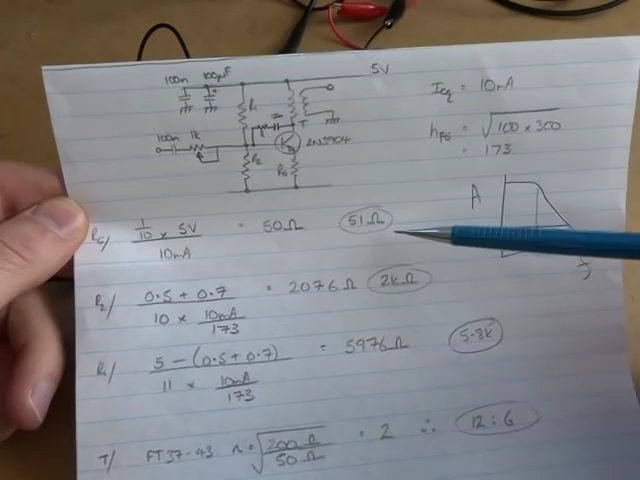 5V
100n 100µF
R1
T
100n 1k
2N3904
R2
RE
ICQ = 10mA
hFE = √100 x 300
= 173
A
f
RE/ 1/10 x 5V / 10mA = 50Ω 51Ω
R2/ 0.5 + 0.7 / 10 x 10mA/173 = 2076Ω 2kΩ
R1/ 5 - (0.5 + 0.7) / 11 x 10mA/173 = 5976Ω 5.8k
T/ FT37-43 n = √200Ω/50Ω = 2 ∴ 12:6